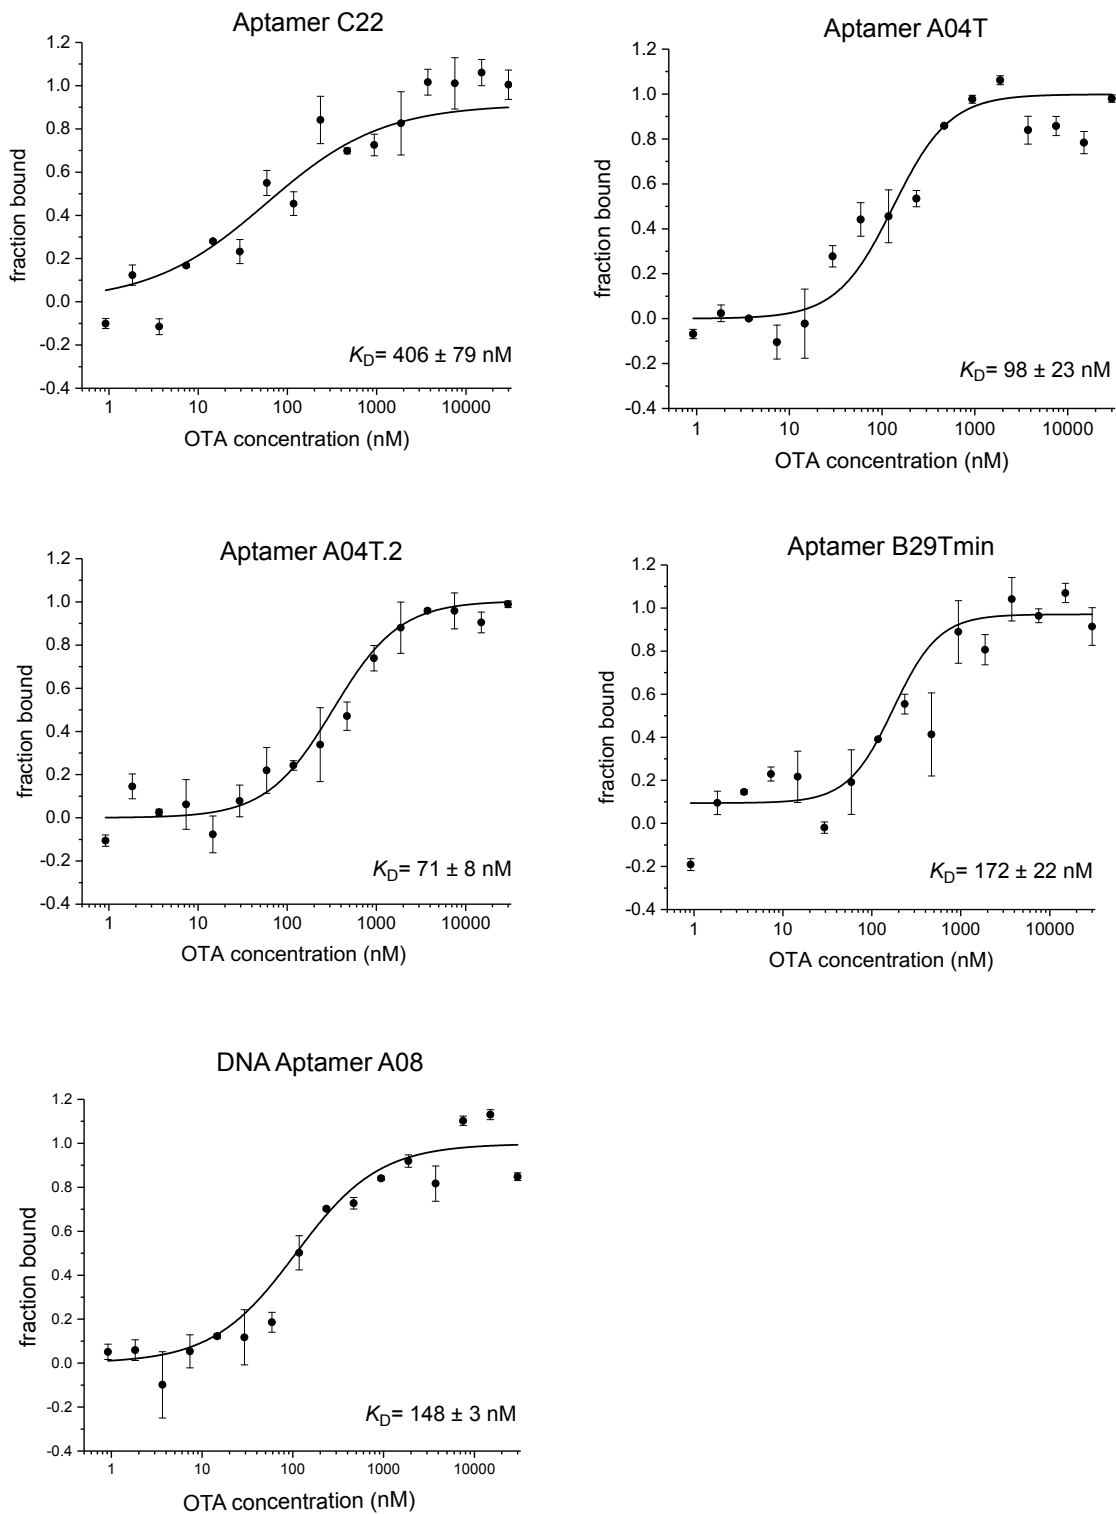 Aptamer C22
1.2
1.0
0.8
0.6
0.4
0.2
0.0
-0.2
-0.4
fraction bound
KD= 406 ± 79 nM
1 10 100 1000 10000
OTA concentration (nM)
Aptamer A04T
1.2
1.0
0.8
0.6
0.4
0.2
0.0
-0.2
-0.4
fraction bound
KD= 98 ± 23 nM
1 10 100 1000 10000
OTA concentration (nM)
Aptamer A04T.2
1.2
1.0
0.8
0.6
0.4
0.2
0.0
-0.2
-0.4
fraction bound
KD= 71 ± 8 nM
1 10 100 1000 10000
OTA concentration (nM)
Aptamer B29Tmin
1.2
1.0
0.8
0.6
0.4
0.2
0.0
-0.2
-0.4
fraction bound
KD= 172 ± 22 nM
1 10 100 1000 10000
OTA concentration (nM)
DNA Aptamer A08
1.2
1.0
0.8
0.6
0.4
0.2
0.0
-0.2
-0.4
fraction bound
KD= 148 ± 3 nM
1 10 100 1000 10000
OTA concentration (nM)